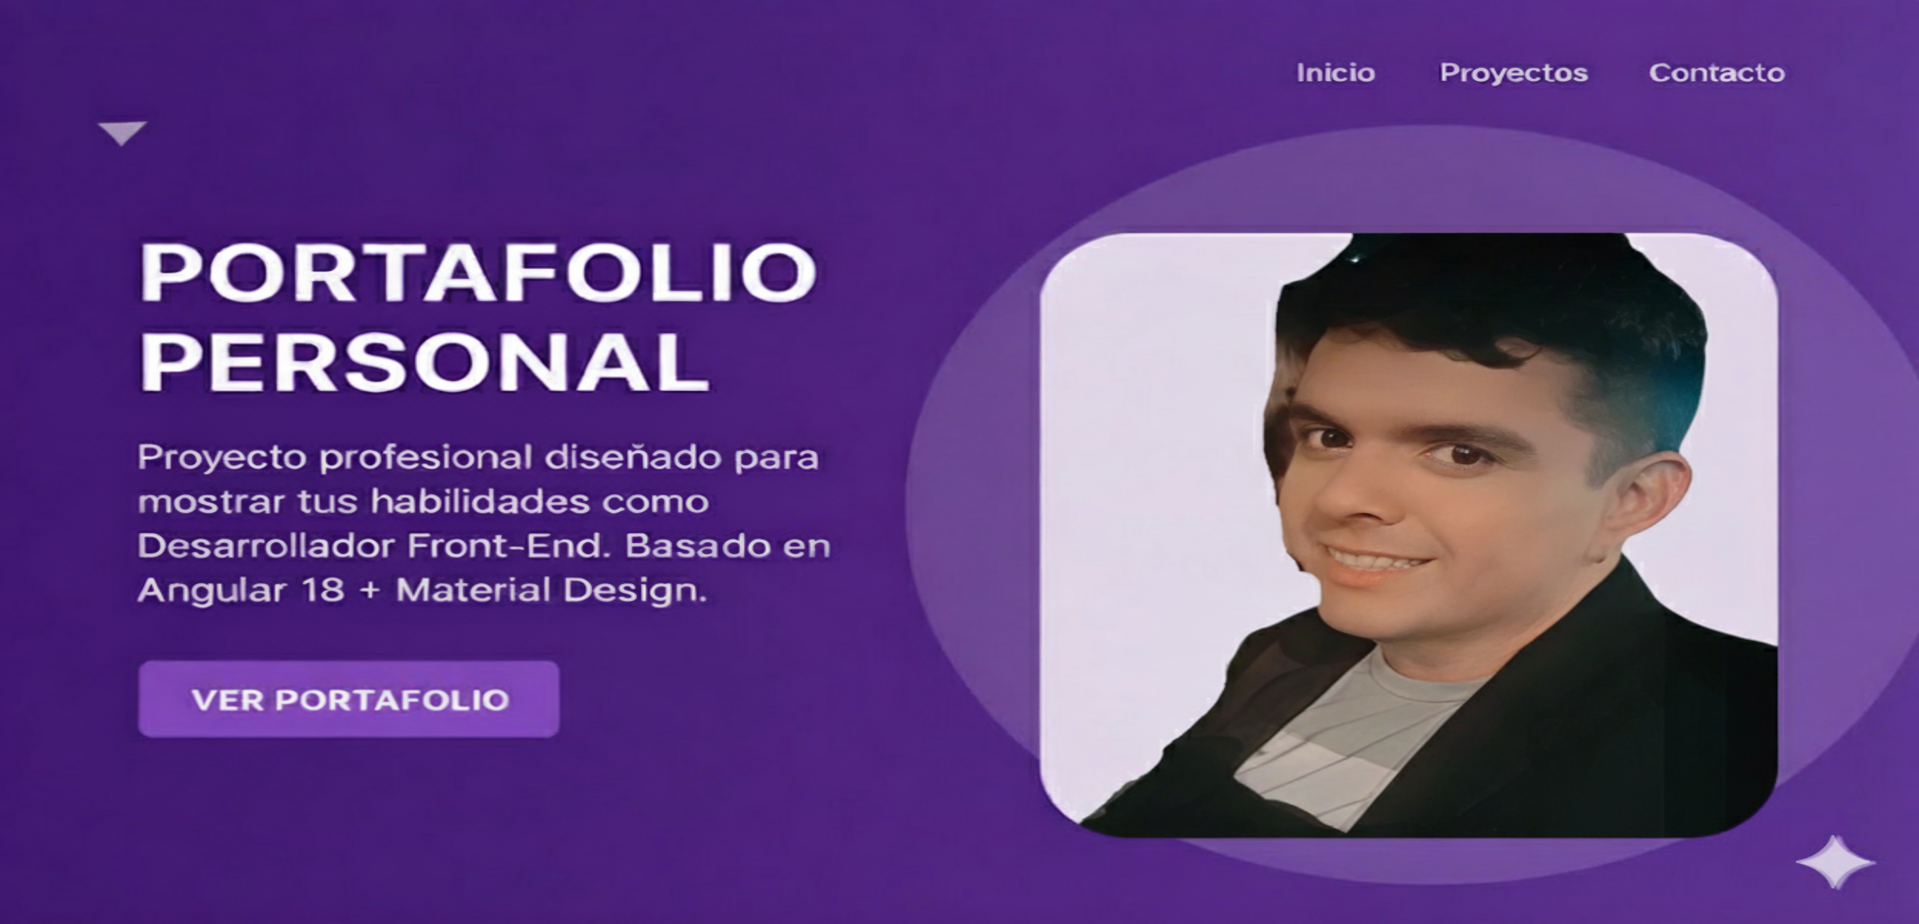 Inicio Proyectos Contacto
PORTAFOLIO
PERSONAL
Proyecto profesional diseñado para
mostrar tus habilidades como
Desarrollador Front-End. Basado en
Angular 18 + Material Design.
VER PORTAFOLIO